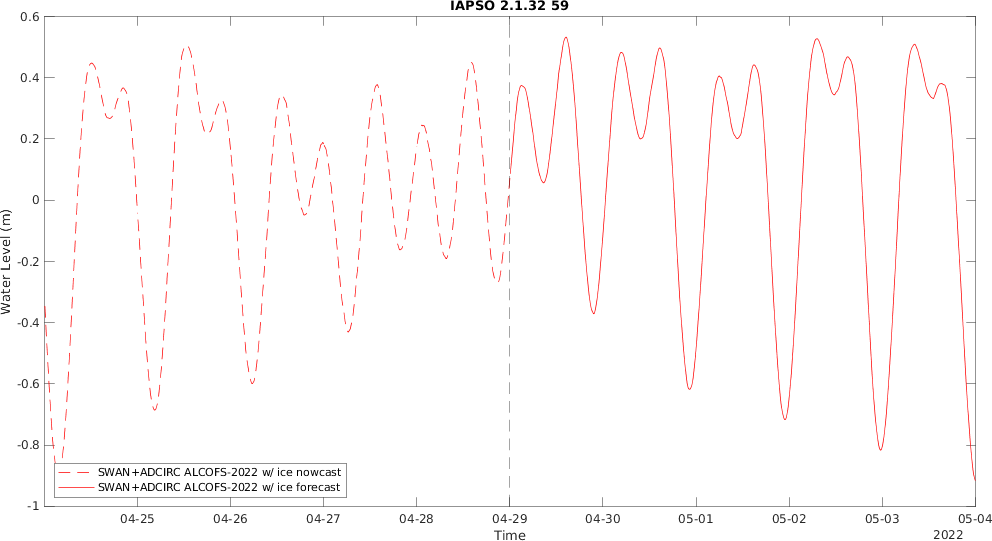 IAPSO 2.1.32 59
0.6
0.4
0.2
0
-0.2
-0.4
-0.6
-0.8
-1
Water Level (m)
SWAN+ADCIRC ALCOFS-2022 w/ ice nowcast
SWAN+ADCIRC ALCOFS-2022 w/ ice forecast
04-25 04-26 04-27 04-28 04-29 04-30 05-01 05-02 05-03 05-04
Time
2022